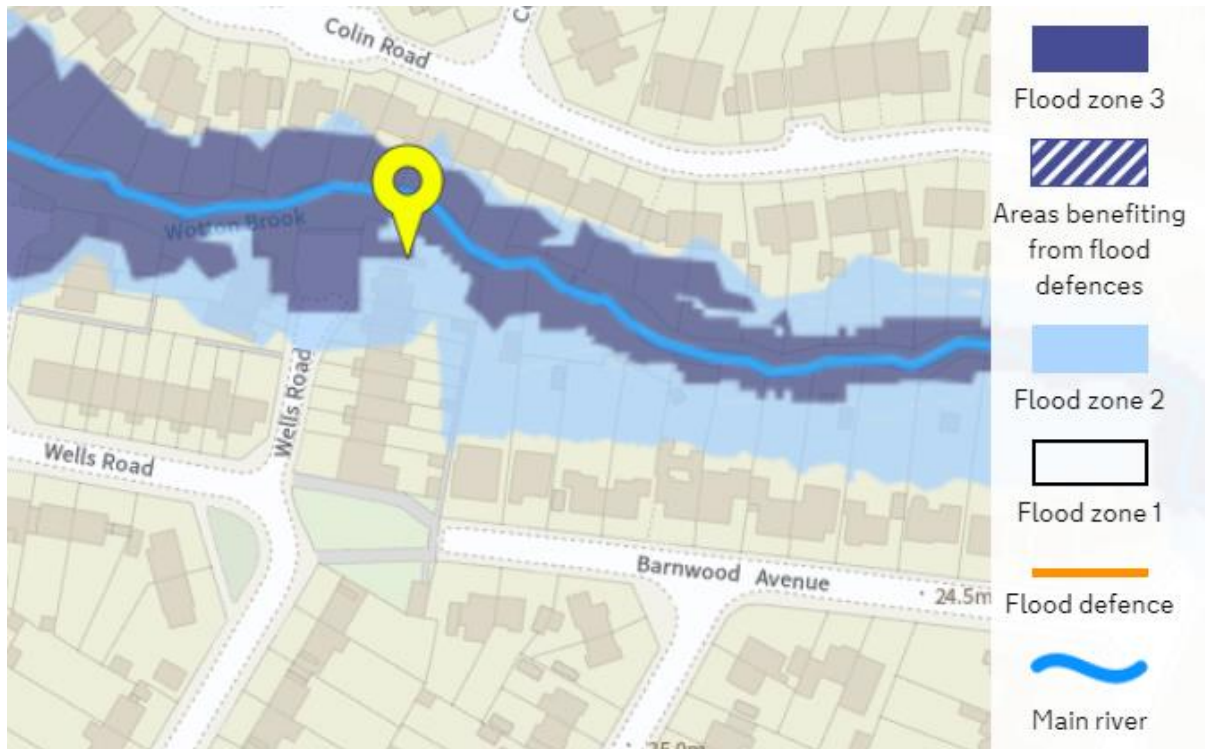 Colin Road
Wotton Brook
Wells Road
Wells Road
Barnwood Avenue
24.5m
Flood zone 3
Areas benefiting
from flood
defences
Flood zone 2
Flood zone 1
Flood defence
Main river